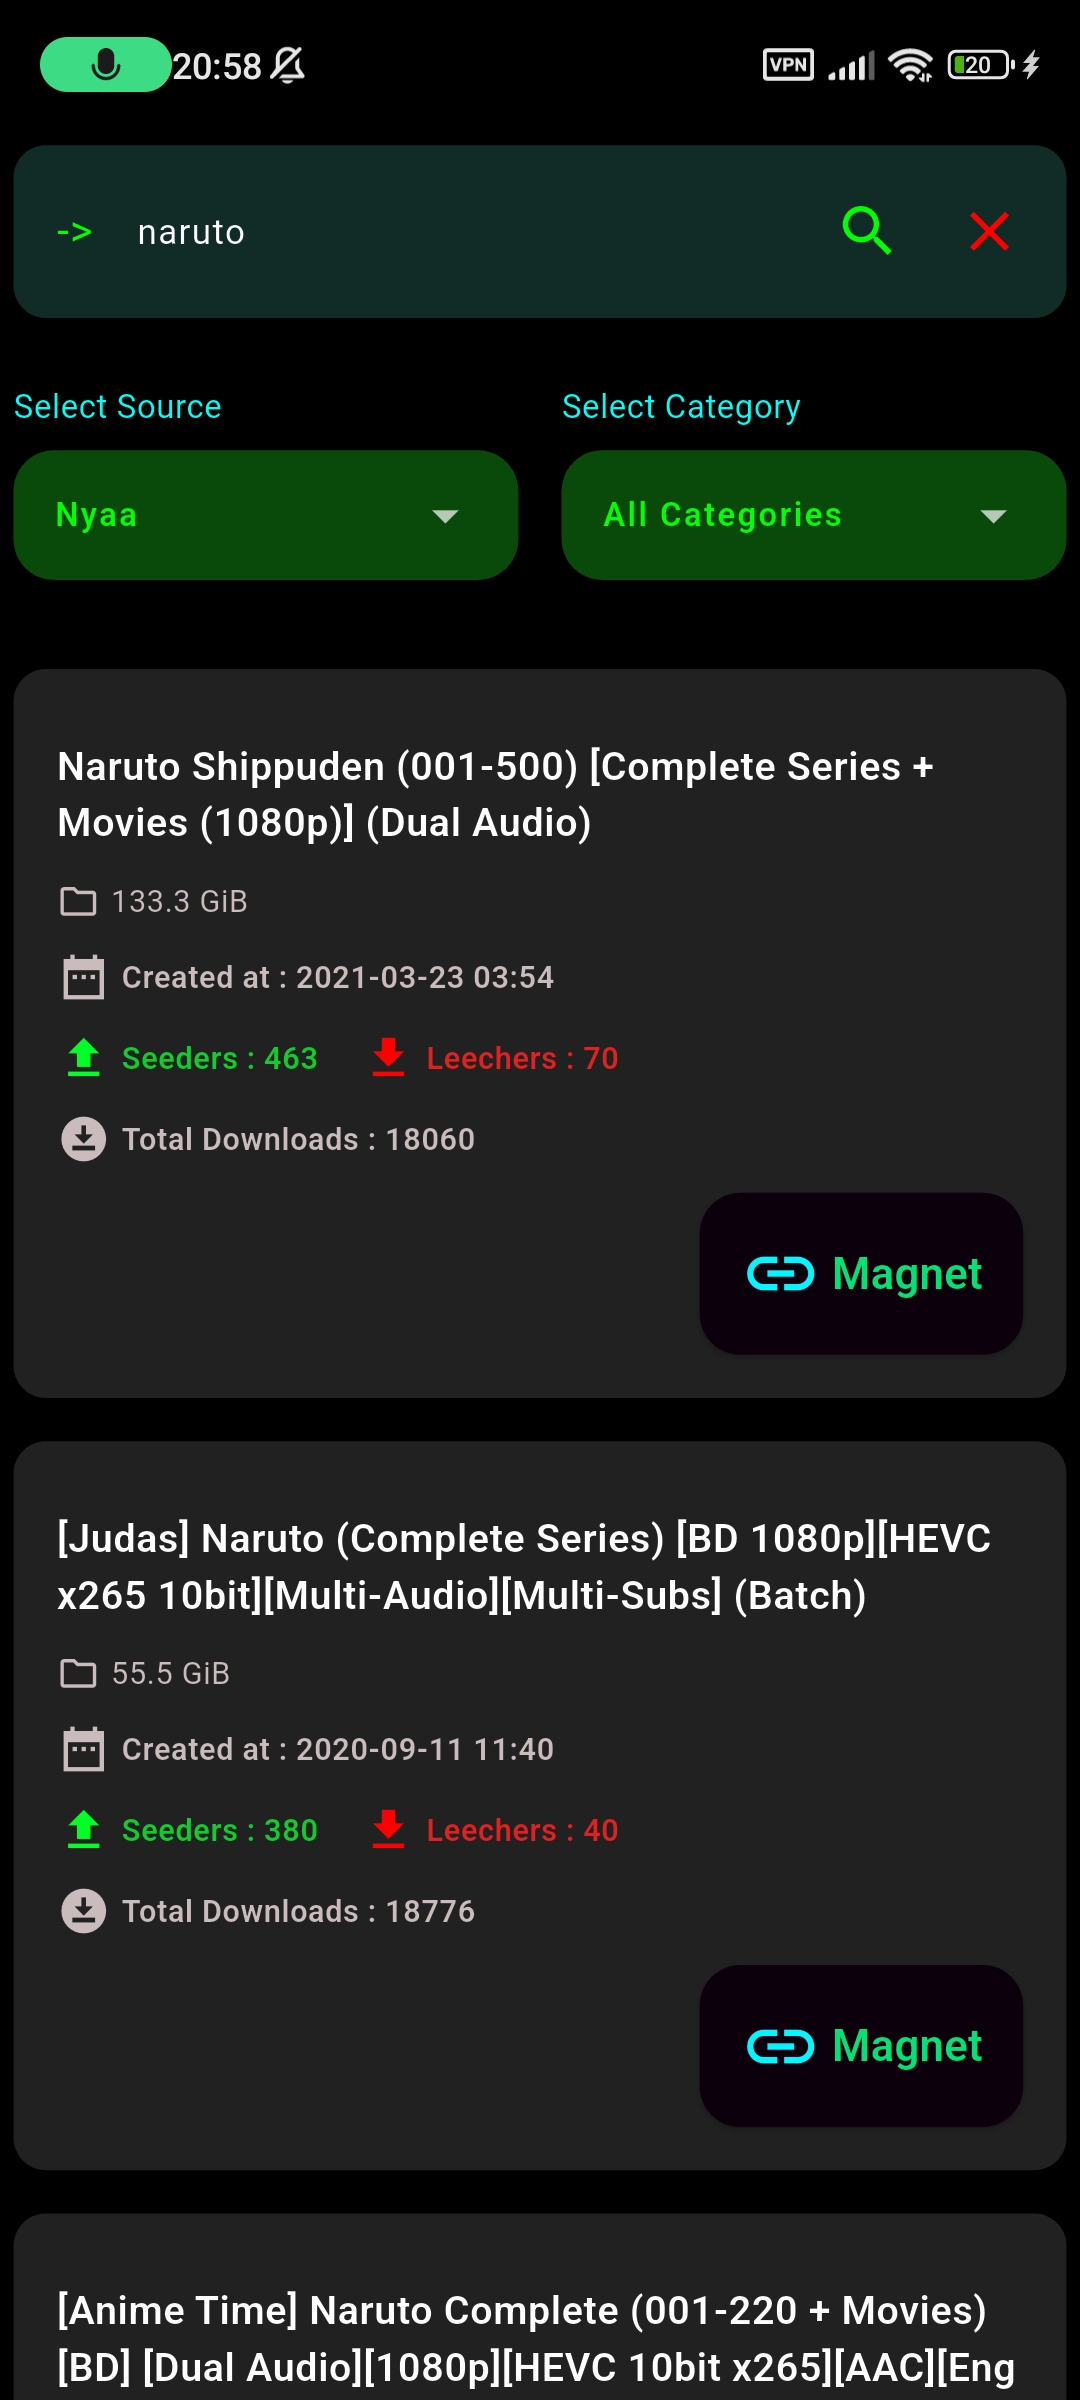 20:58
VPN
20
-> naruto
Select Source
Select Category
Nyaa
All Categories
Naruto Shippuden (001-500) [Complete Series +
Movies (1080p)] (Dual Audio)
133.3 GiB
Created at : 2021-03-23 03:54
Seeders : 463
Leechers : 70
Total Downloads : 18060
Magnet
[Judas] Naruto (Complete Series) [BD 1080p][HEVC
x265 10bit][Multi-Audio][Multi-Subs] (Batch)
55.5 GiB
Created at : 2020-09-11 11:40
Seeders : 380
Leechers : 40
Total Downloads : 18776
Magnet
[Anime Time] Naruto Complete (001-220 + Movies)
[BD] [Dual Audio][1080p][HEVC 10bit x265][AAC][Eng